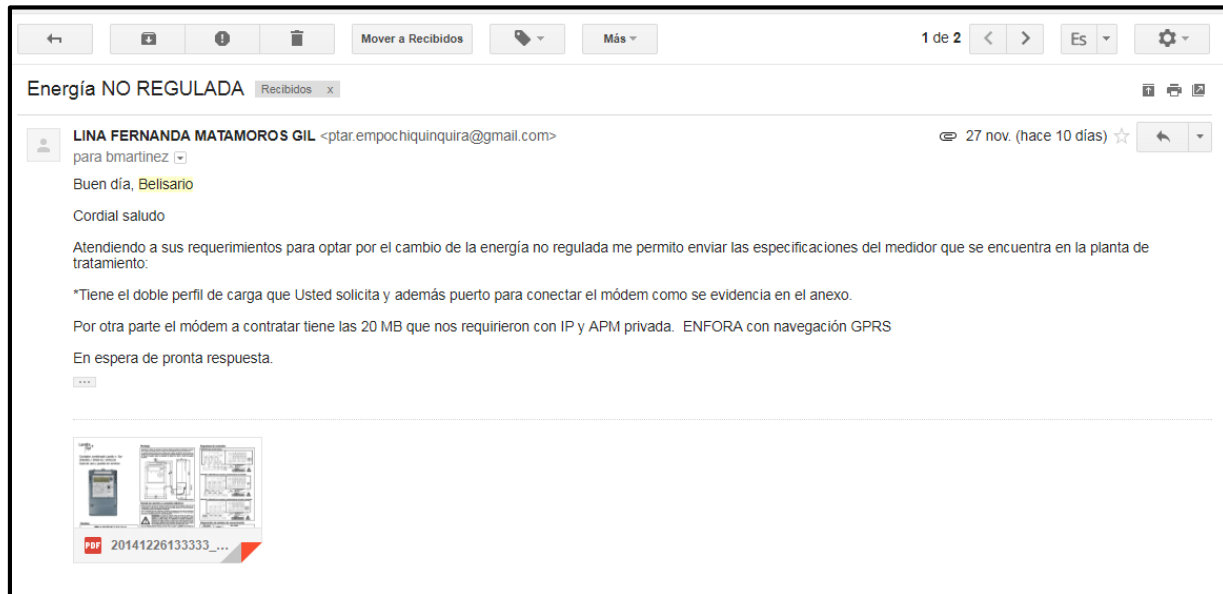 Mover a Recibidos
Más
1 de 2
Es
Energía NO REGULADA
Recibidos x
LINA FERNANDA MATAMOROS GIL <ptar.empochiquinquira@gmail.com>
27 nov. (hace 10 días)
para bmartinez
Buen día, Belisario
Cordial saludo
Atendiendo a sus requerimientos para optar por el cambio de la energía no regulada me permito enviar las especificaciones del medidor que se encuentra en la planta de
tratamiento:
*Tiene el doble perfil de carga que Usted solicita y además puerto para conectar el módem como se evidencia en el anexo.
Por otra parte el módem a contratar tiene las 20 MB que nos requirieron con IP y APM privada.  ENFORA con navegación GPRS
En espera de pronta respuesta.
PDF 20141226133333_...